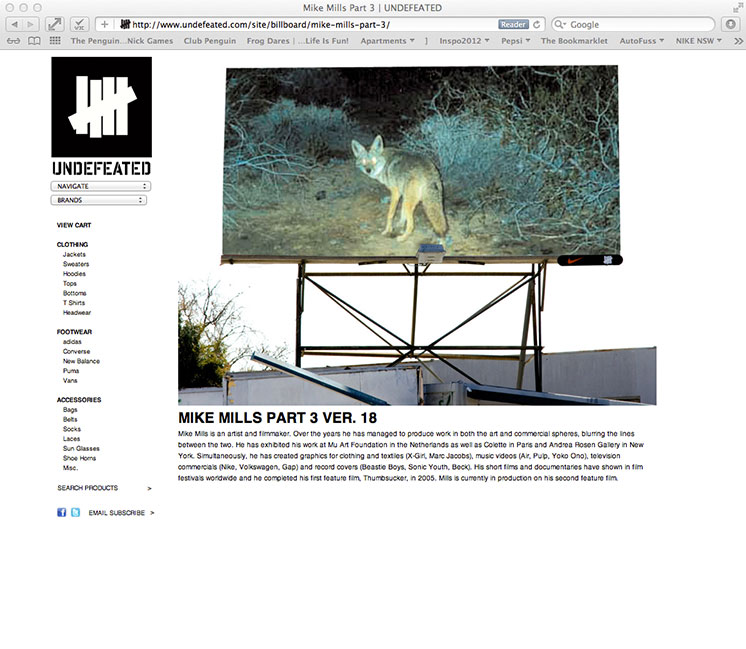 Mike Mills Part 3 | UNDEFEATED
http://www.undefeated.com/site/billboard/mike-mills-part-3/
Reader
Google
The Penguin...Nick Games
Club Penguin
Frog Dares | ...Life Is Fun!
Apartments
]
Inspo2012
Pepsi
The Bookmarklet
AutoFuss
NIKE NSW
UNDEFEATED
NAVIGATE
BRANDS
VIEW CART
CLOTHING
Jackets
Sweaters
Hoodies
Tops
Bottoms
T Shirts
Headwear
FOOTWEAR
adidas
Converse
New Balance
Puma
Vans
ACCESSORIES
Bags
Belts
Socks
Laces
Sun Glasses
Shoe Horns
Misc.
SEARCH PRODUCTS >
EMAIL SUBSCRIBE >
MIKE MILLS PART 3 VER. 18
Mike Mills is an artist and filmmaker. Over the years he has managed to produce work in both the art and commercial spheres, blurring the lines
between the two. He has exhibited his work at Mu Art Foundation in the Netherlands as well as Colette in Paris and Andrea Rosen Gallery in New
York. Simultaneously, he has created graphics for clothing and textiles (X-Girl, Marc Jacobs), music videos (Air, Pulp, Yoko Ono), television
commercials (Nike, Volkswagen, Gap) and record covers (Beastie Boys, Sonic Youth, Beck). His short films and documentaries have shown in film
festivals worldwide and he completed his first feature film, Thumbsucker, in 2005. Mills is currently in production on his second feature film.